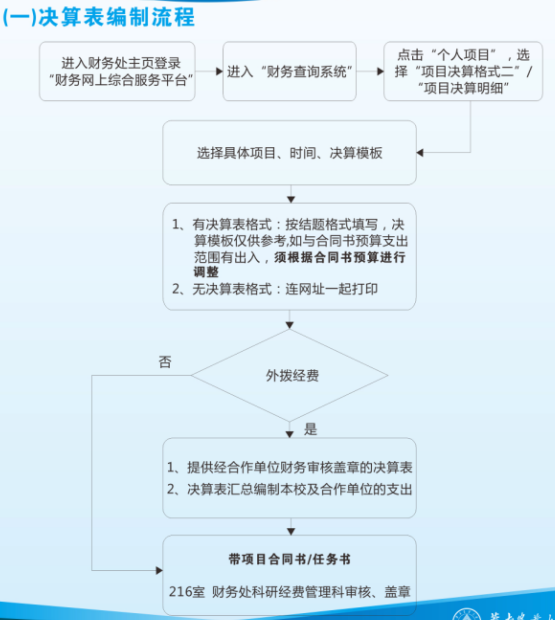 (一)决算表编制流程
进入财务处主页登录
“财务网上综合服务平台”
进入“财务查询系统”
点击“个人项目”，选
择“项目决算格式二”/
“项目决算明细”
选择具体项目、时间、决算模板
1、有决算表格式：按结题格式填写，决
算模板仅供参考,如与合同书预算支出
范围有出入，须根据合同书预算进行
调整
2、无决算表格式：连网址一起打印
外拨经费
否
是
1、提供经合作单位财务审核盖章的决算表
2、决算表汇总编制本校及合作单位的支出
带项目合同书/任务书
216室 财务处科研经费管理科审核、盖章